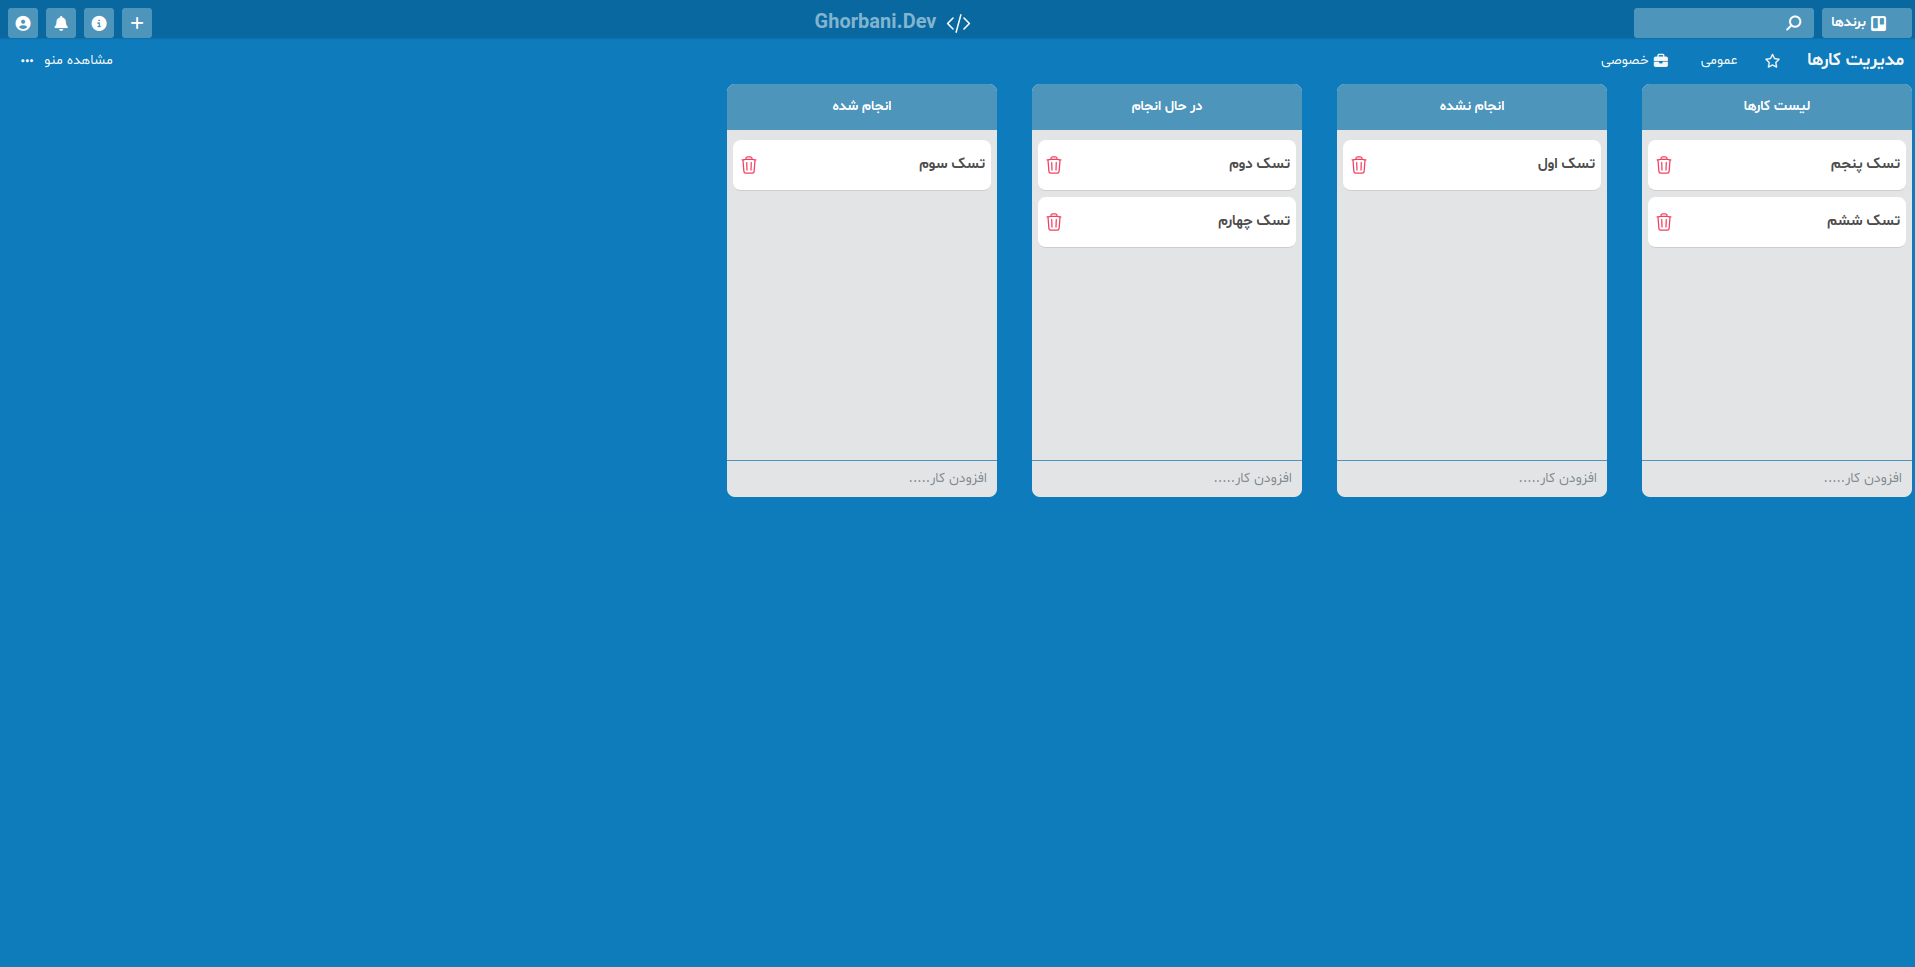 برندها
Ghorbani.Dev
مدیریت کارها
عمومی
خصوصی
مشاهده منو
لیست کارها
تسک پنجم
تسک ششم
افزودن کار.....
انجام نشده
تسک اول
افزودن کار.....
در حال انجام
تسک دوم
تسک چهارم
افزودن کار.....
انجام شده
تسک سوم
افزودن کار.....